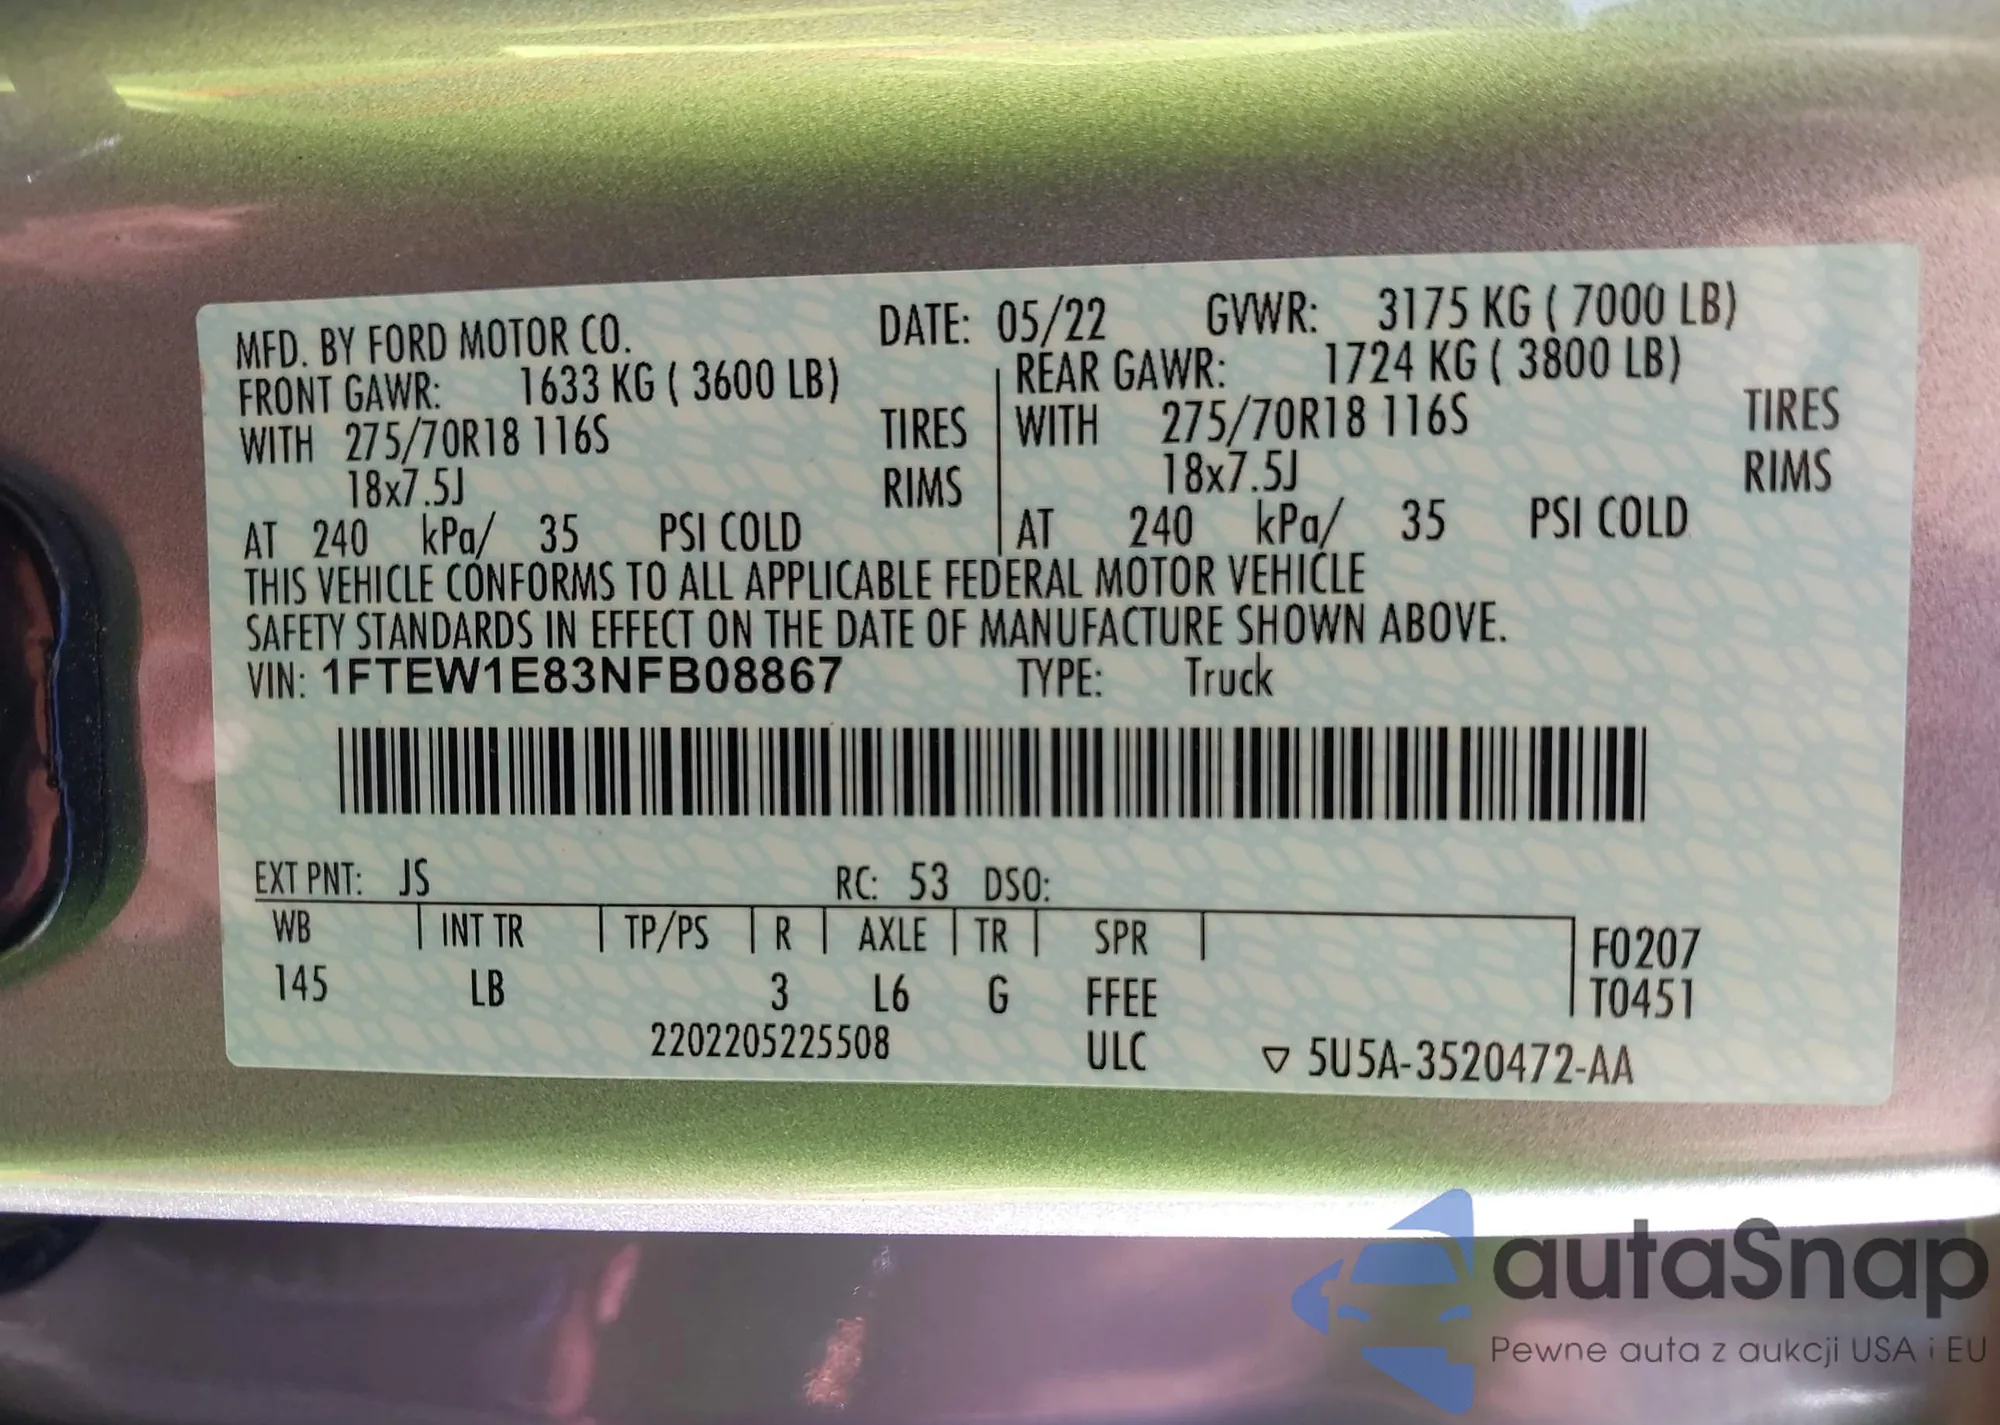 MFD. BY FORD MOTOR CO. DATE: 05/22 GVWR: 3175 KG ( 7000 LB)
FRONT GAWR: 1633 KG ( 3600 LB) REAR GAWR: 1724 KG ( 3800 LB)
WITH 275/70R18 116S TIRES WITH 275/70R18 116S TIRES
18x7.5J RIMS 18x7.5J RIMS
AT 240 kPa/ 35 PSI COLD AT 240 kPa/ 35 PSI COLD
THIS VEHICLE CONFORMS TO ALL APPLICABLE FEDERAL MOTOR VEHICLE
SAFETY STANDARDS IN EFFECT ON THE DATE OF MANUFACTURE SHOWN ABOVE.
VIN: 1FTEW1E83NFB08867 TYPE: Truck
EXT PNT: JS RC: 53 DSO:
WB INT TR TP/PS R AXLE TR SPR F0207
145 LB 3 L6 G FFEE T0451
2202205225508 ULC ▽ 5U5A-3520472-AA
autaSnap
Pewne auta z aukcji USA i EU